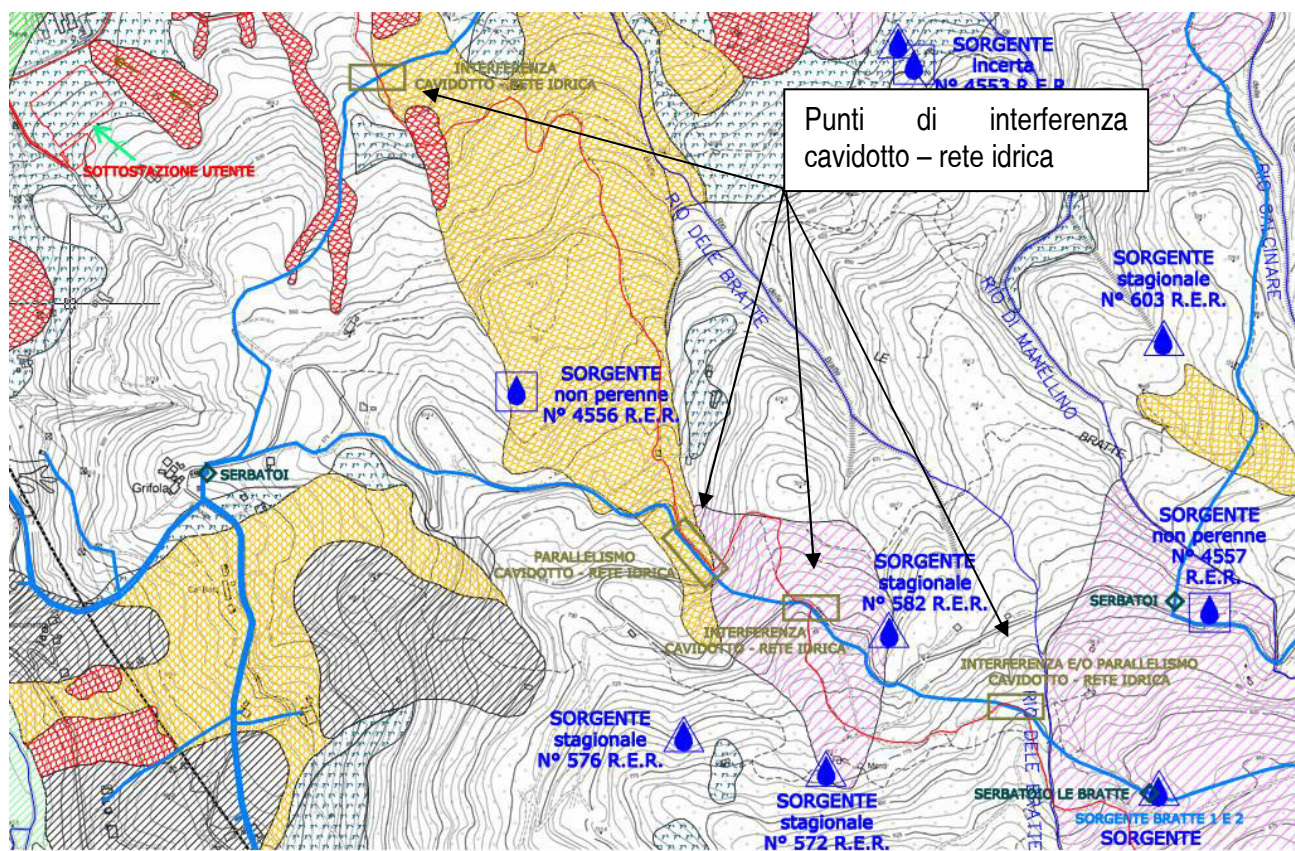 SORGENTE
incerta
N° 4553 R.E.R.
INTERFERENZA
CAVIDOTTO - RETE IDRICA
Punti di interferenza
cavidotto – rete idrica
SOTTOSTAZIONE UTENTE
RIO DELLE BRATTE
RIO SALCINARE
SORGENTE
stagionale
N° 603 R.E.R.
RIO DI MANELLINO
LE
BRATTE
SORGENTE
non perenne
N° 4556 R.E.R.
SERBATOI
Grifola
SORGENTE
non perenne
N° 4557
R.E.R.
PARALLELISMO
CAVIDOTTO - RETE IDRICA
SORGENTE
stagionale
N° 582 R.E.R.
SERBATOI
INTERFERENZA
CAVIDOTTO - RETE IDRICA
INTERFERENZA E/O PARALLELISMO
CAVIDOTTO - RETE IDRICA
SORGENTE
stagionale
N° 576 R.E.R.
RIO DELLE BRATTE
SORGENTE
stagionale
N° 572 R.E.R.
SERBATOIO LE BRATTE
SORGENTE BRATTE 1 E 2
SORGENTE